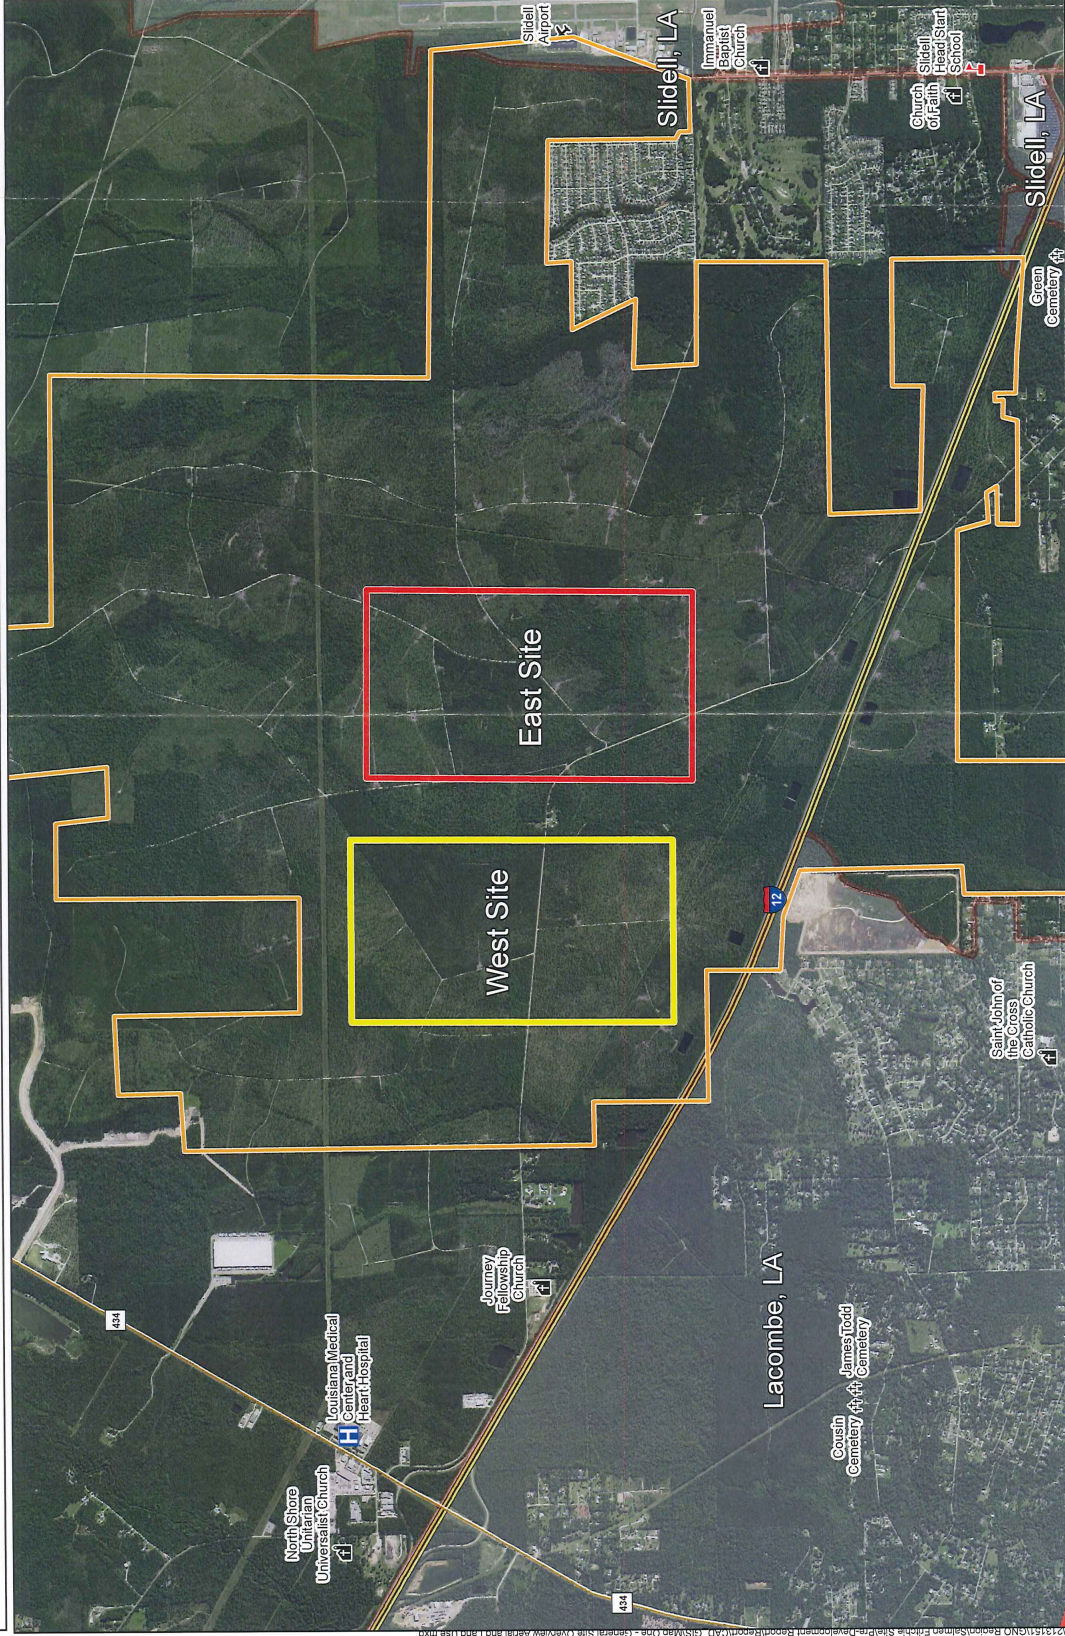 Slidell
Airport
Slidell, LA
Immanuel
Baptist
Church
Slidell
Head Start
School
Church
of Faith
Slidell, LA
Green
Cemetery
East Site
West Site
12
Saint John of
the Cross
Catholic Church
Journey
Fellowship
Church
434
Louisiana Medical
Center and
Heart Hospital
H
North Shore
Unitarian
Universalist Church
Lacombe, LA
James Todd
Cemetery
Cousin
Cemetery
434